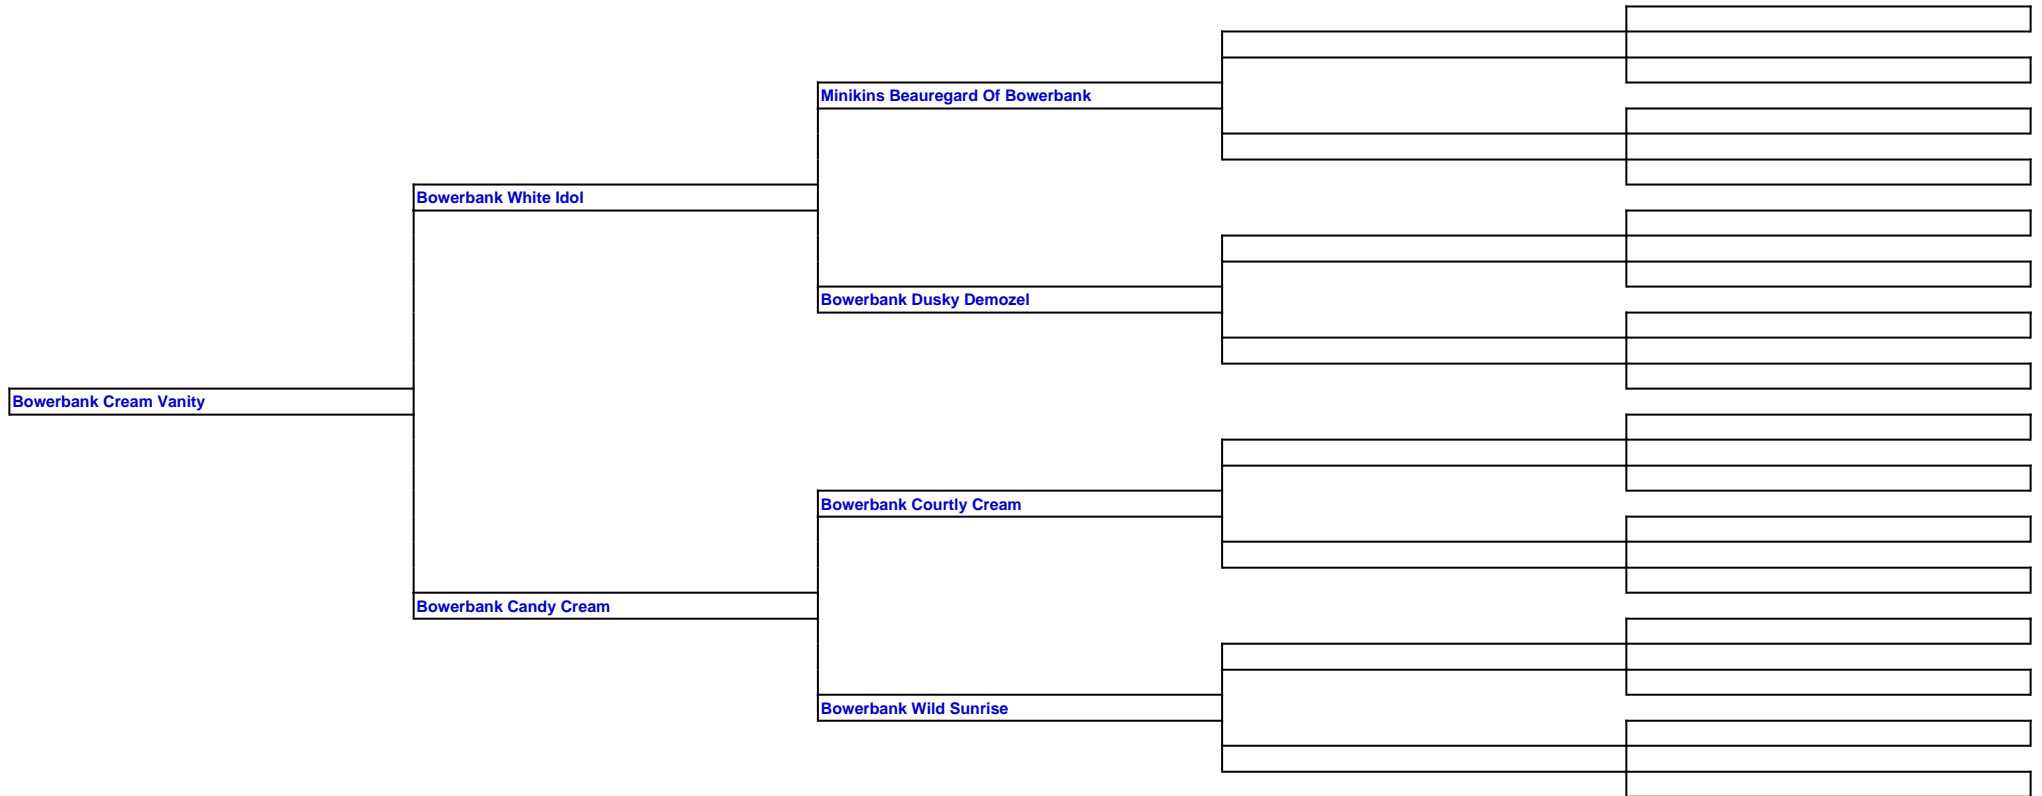 Minikins Beauregard Of Bowerbank
Bowerbank White Idol
Bowerbank Dusky Demozel
Bowerbank Cream Vanity
Bowerbank Courtly Cream
Bowerbank Candy Cream
Bowerbank Wild Sunrise